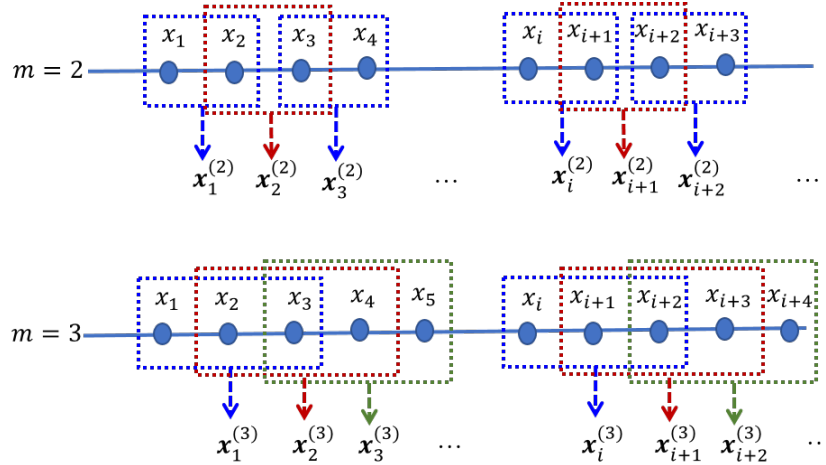 x₁ x₂ x₃ x₄ xᵢ xᵢ₊₁ xᵢ₊₂ xᵢ₊₃
m = 2
x₁⁽²⁾ x₂⁽²⁾ x₃⁽²⁾ ... xᵢ⁽²⁾ xᵢ₊₁⁽²⁾ xᵢ₊₂⁽²⁾ ...
x₁ x₂ x₃ x₄ x₅ xᵢ xᵢ₊₁ xᵢ₊₂ xᵢ₊₃ xᵢ₊₄
m = 3
x₁⁽³⁾ x₂⁽³⁾ x₃⁽³⁾ ... xᵢ⁽³⁾ xᵢ₊₁⁽³⁾ xᵢ₊₂⁽³⁾ ..